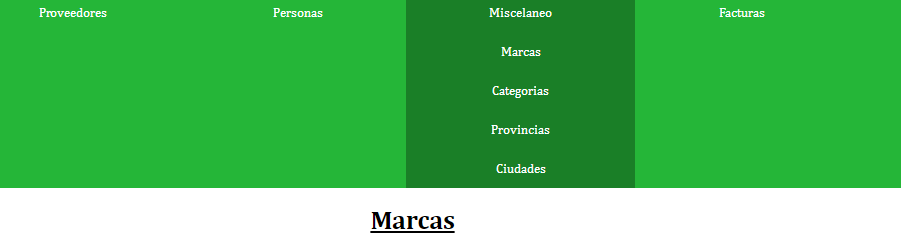 Proveedores Personas Miscelaneo Facturas
Marcas
Categorias
Provincias
Ciudades
Marcas